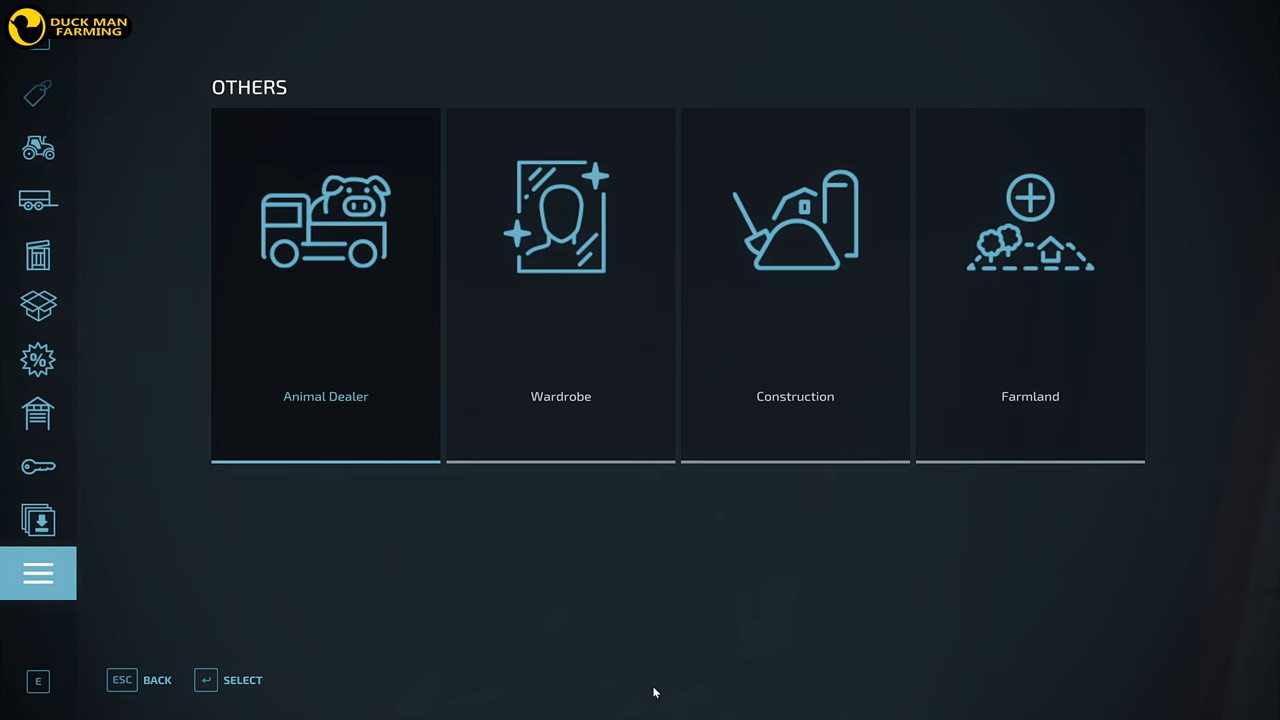 DUCK MAN
FARMING
OTHERS
Animal Dealer
Wardrobe
Construction
Farmland
%
E
ESC BACK
SELECT